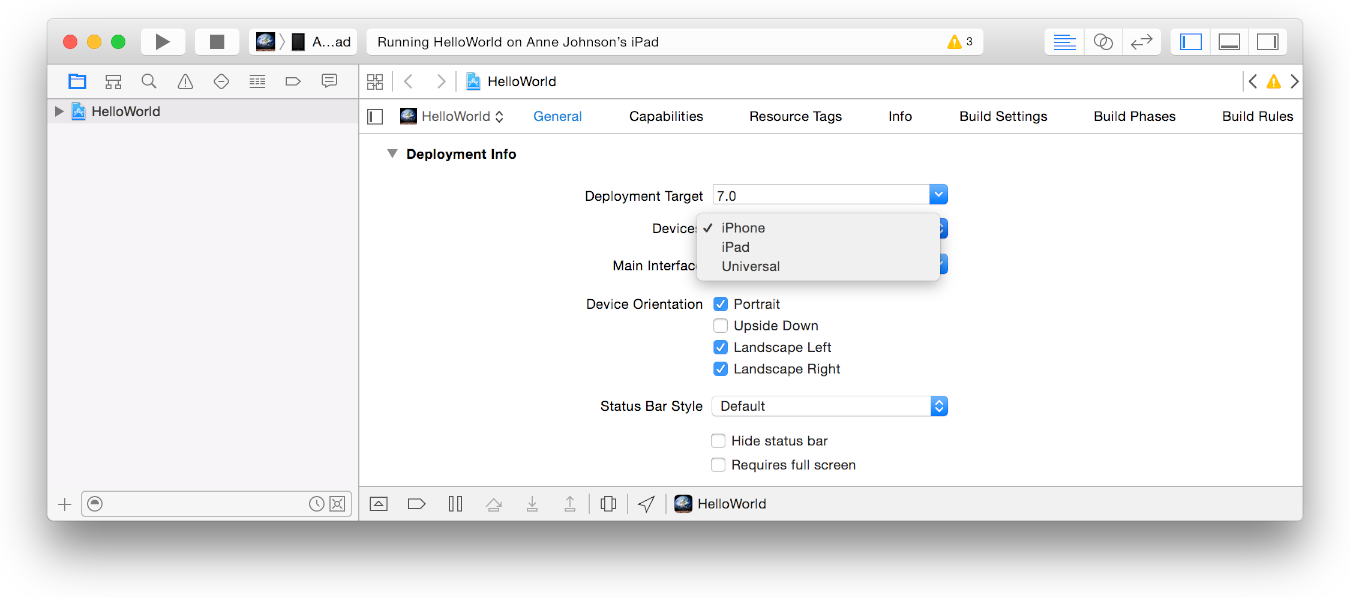 A...ad
Running HelloWorld on Anne Johnson's iPad
3
HelloWorld
HelloWorld
HelloWorld
General
Capabilities
Resource Tags
Info
Build Settings
Build Phases
Build Rules
Deployment Info
Deployment Target
7.0
Devices
iPhone
iPad
Universal
Main Interfac
Device Orientation
Portrait
Upside Down
Landscape Left
Landscape Right
Status Bar Style
Default
Hide status bar
Requires full screen
HelloWorld